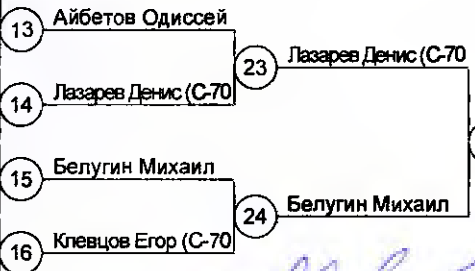 13 Айбетов Одиссей
23 Лазарев Денис (С-70
14 Лазарев Денис (С-70
15 Белугин Михаил
24 Белугин Михаил
16 Клевцов Егор (С-70